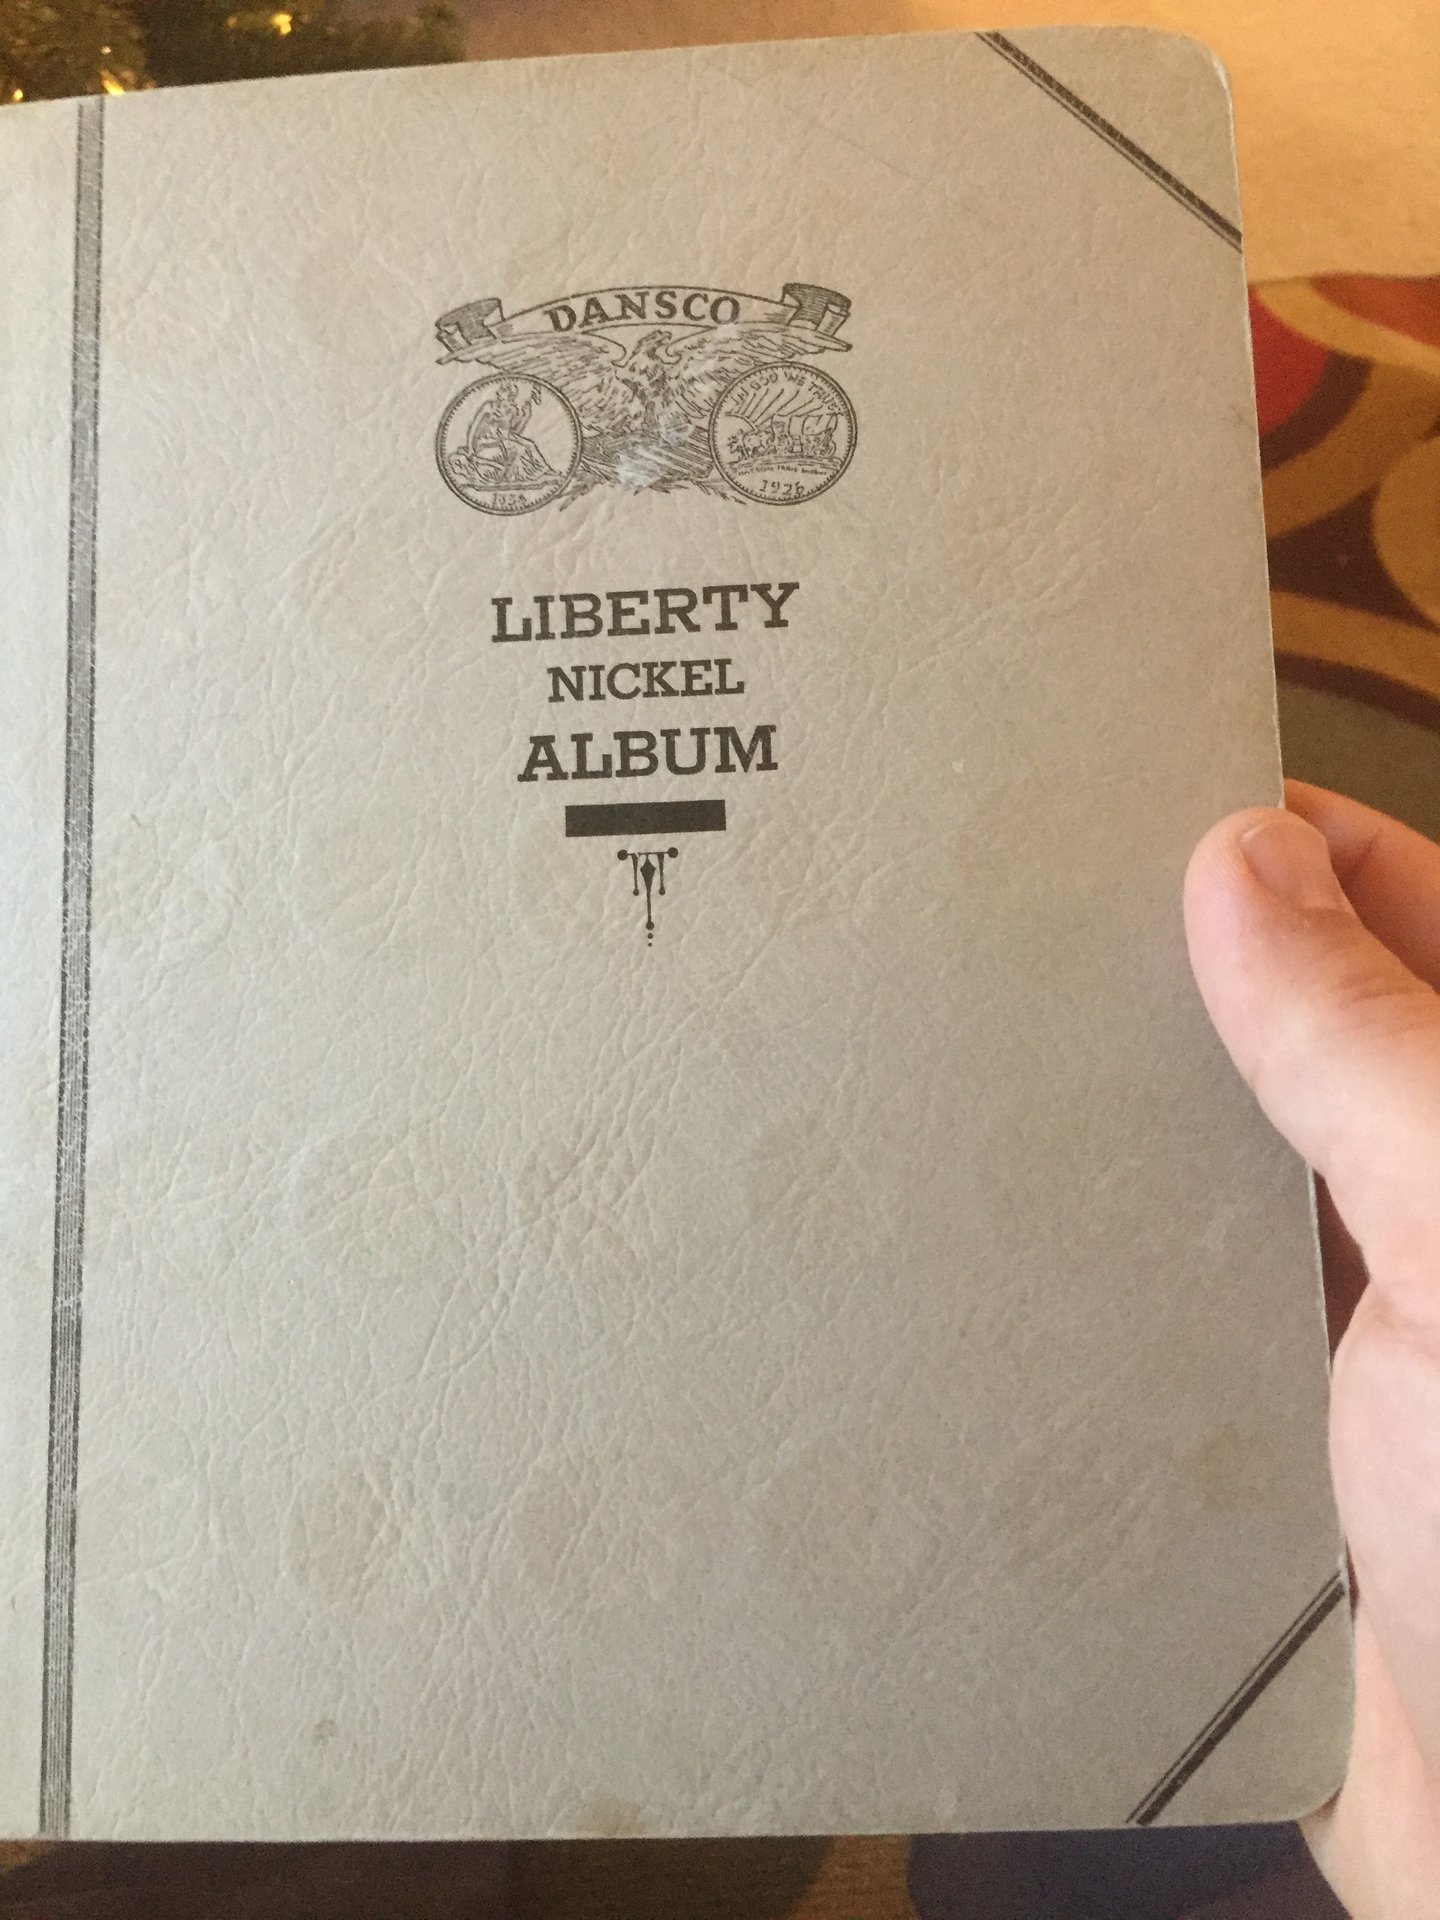 DANSCO
IN GOD WE TRUST
1926
LIBERTY
NICKEL
ALBUM